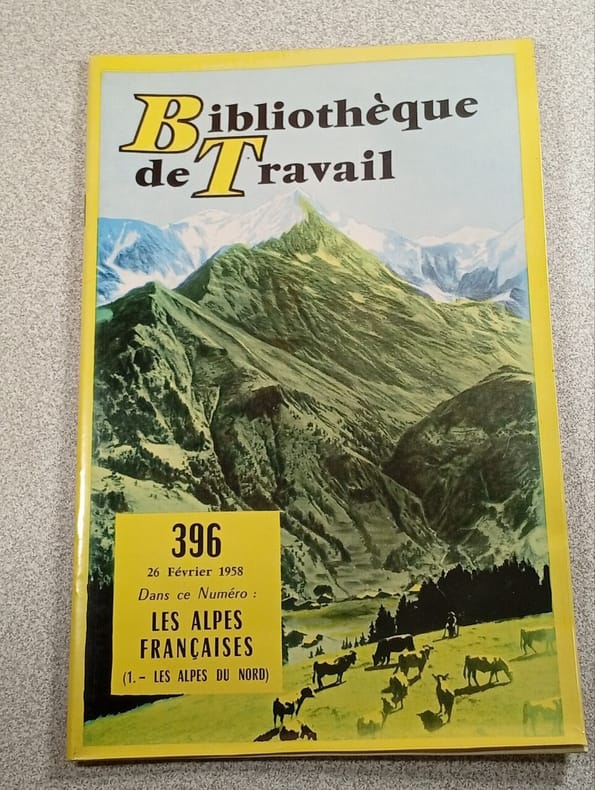 Bibliothèque
de Travail
396
26 Février 1958
Dans ce Numéro :
LES ALPES
FRANÇAISES
(1. - LES ALPES DU NORD)